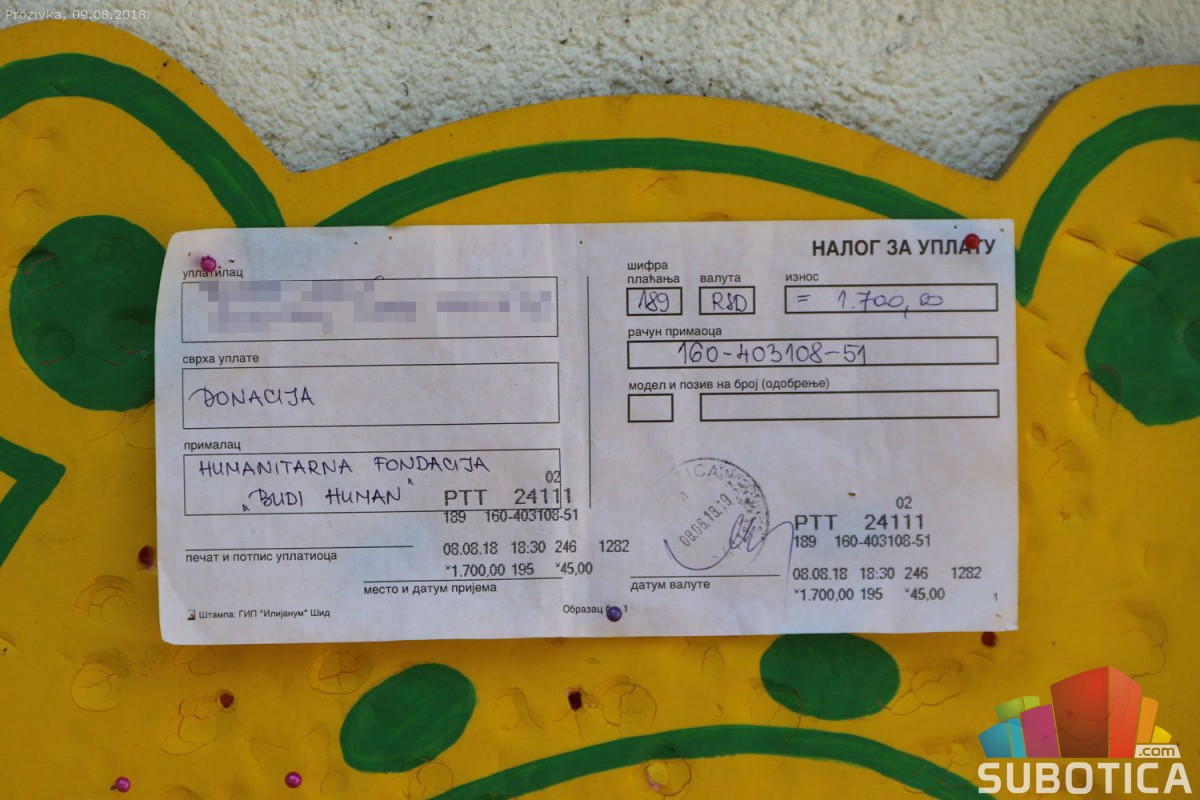 Prozivka, 09.08.2018.
НАЛОГ ЗА УПЛАТУ
уплатилац
сврха уплате
DONACIJA
прималац
HUMANITARNA FONDACIJA
„BUDI HUMAN"
02
PTT 24111
189 160-403108-51
08.08.18 18:30 246 1282
*1.700,00 195 *45,00
печат и потпис уплатиоца
место и датум пријема
Штампа: ГИП "Илијанум" Шид
Образац 1
шифра
плаћања
валута
износ
189
RSD
= 1.700,00
рачун примаоца
160-403108-51
модел и позив на број (одобрење)
02
PTT 24111
189 160-403108-51
08.08.18 18:30 246 1282
*1.700,00 195 *45,00
датум валуте
1
.com
SUBOTICA